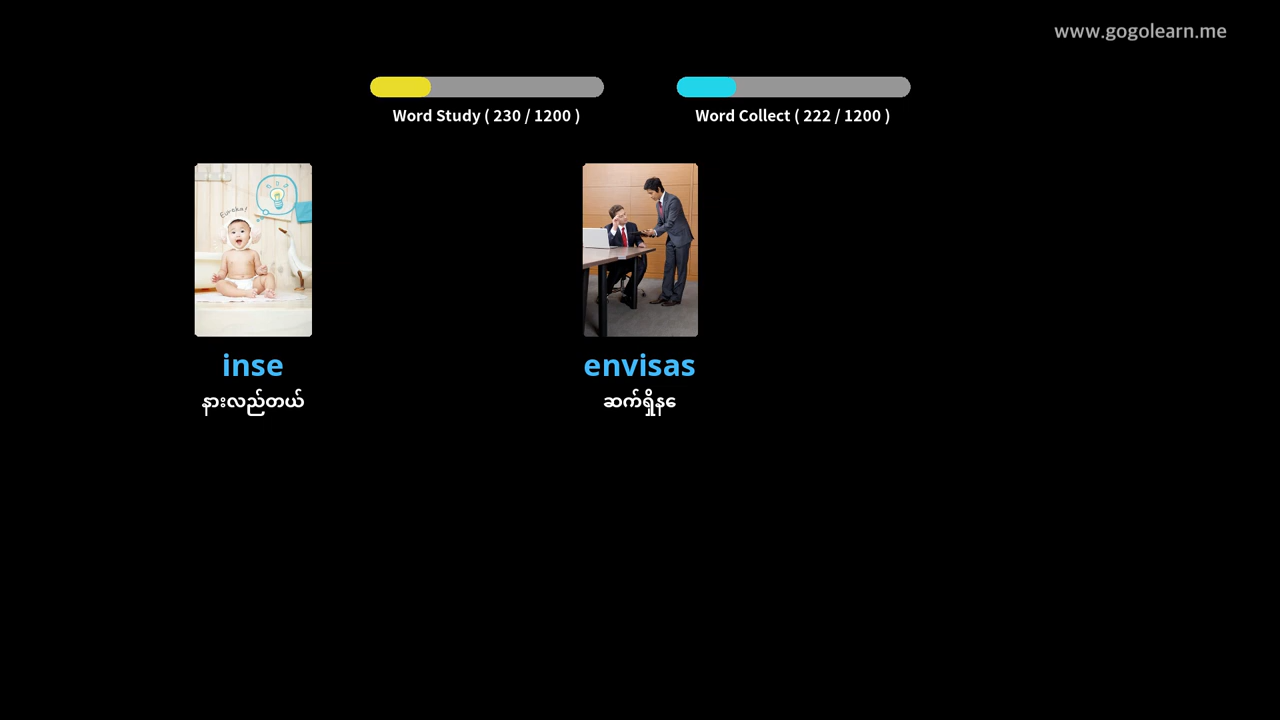 www.gogolearn.me
Word Study ( 230 / 1200 )
Word Collect ( 222 / 1200 )
Eureka!
inse
envisas
နားလည်တယ်
ဆက်ရှိနေ